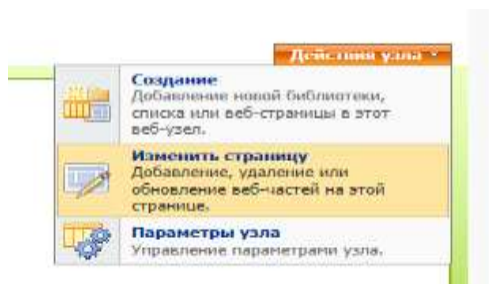 Действия узла
Создание
Добавление новой библиотеки,
списка или веб-страницы в этот
веб-узел.
Изменить страницу
Добавление, удаление или
обновление веб-частей на этой
странице.
Параметры узла
Управление параметрами узла.